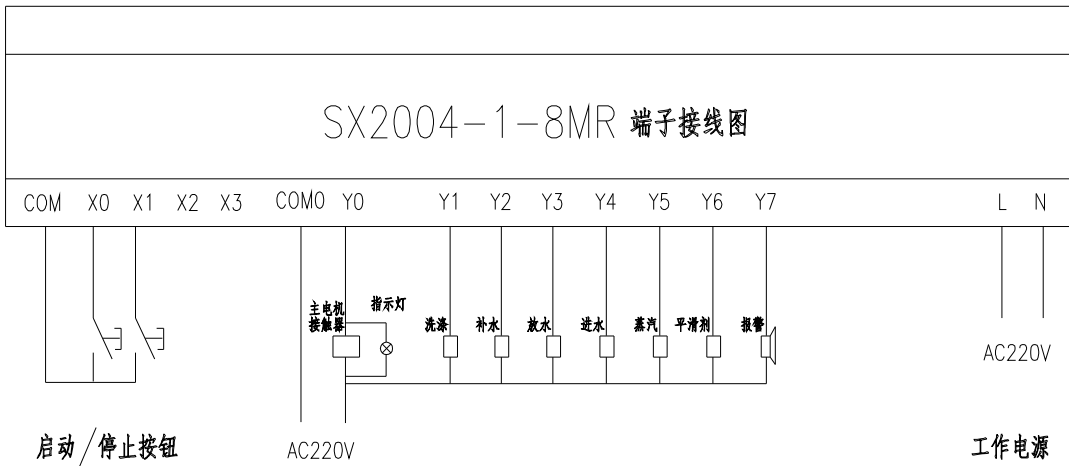 SX2004-1-8MR 端子接线图
COM X0 X1 X2 X3 COM0 Y0 Y1 Y2 Y3 Y4 Y5 Y6 Y7 L N
主电机
接触器
指示灯
洗涤
补水
放水
进水
蒸汽
平滑剂
报警
AC220V
启动/停止按钮
AC220V
工作电源